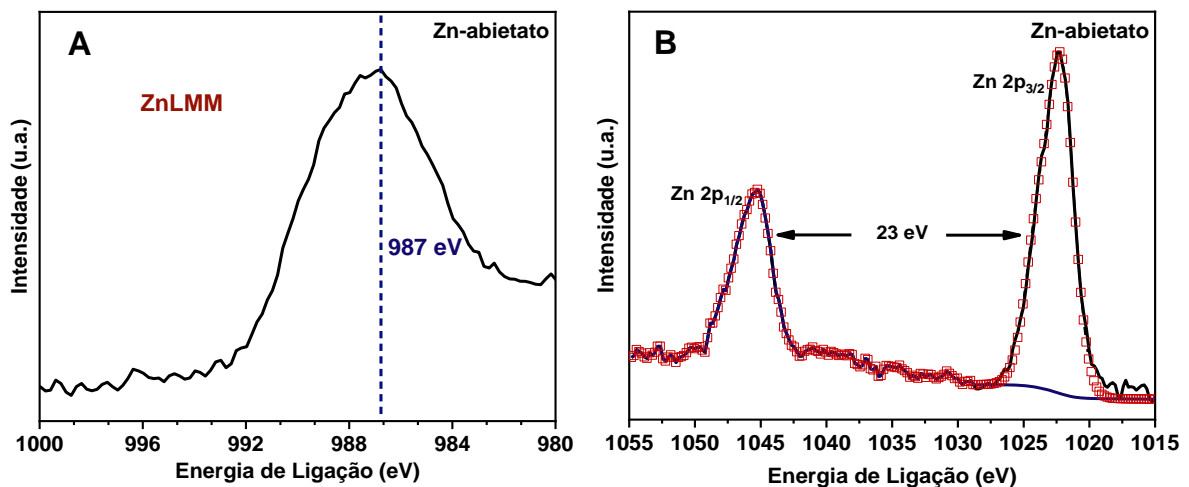 A
Zn-abietato
ZnLMM
987 eV
Intensidade (u.a.)
1000 996 992 988 984 980
Energia de Ligação (eV)
B
Zn-abietato
Zn 2p3/2
Zn 2p1/2
23 eV
Intensidade (u.a.)
1055 1050 1045 1040 1035 1030 1025 1020 1015
Energia de Ligação (eV)